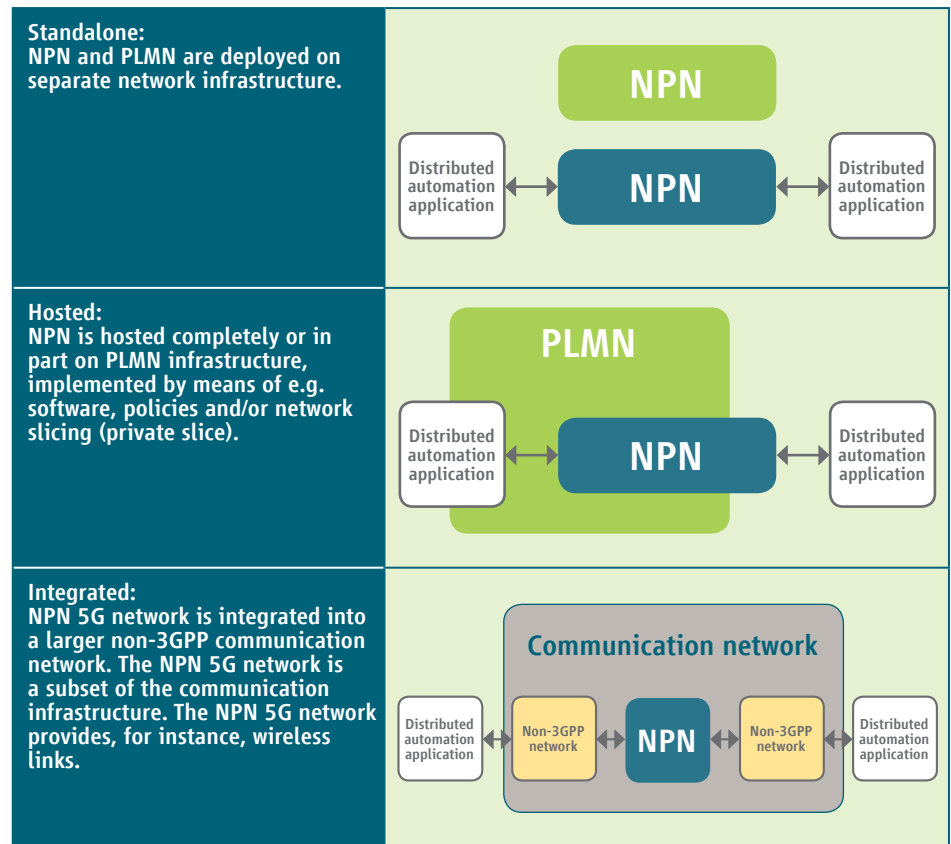 Standalone:
NPN and PLMN are deployed on
separate network infrastructure.
NPN
Distributed
automation
application
NPN
Distributed
automation
application
Hosted:
NPN is hosted completely or in
part on PLMN infrastructure,
implemented by means of e.g.
software, policies and/or network
slicing (private slice).
PLMN
Distributed
automation
application
NPN
Distributed
automation
application
Integrated:
NPN 5G network is integrated into
a larger non-3GPP communication
network. The NPN 5G network is
a subset of the communication
infrastructure. The NPN 5G network
provides, for instance, wireless
links.
Communication network
Distributed
automation
application
Non-3GPP
network
NPN
Non-3GPP
network
Distributed
automation
application